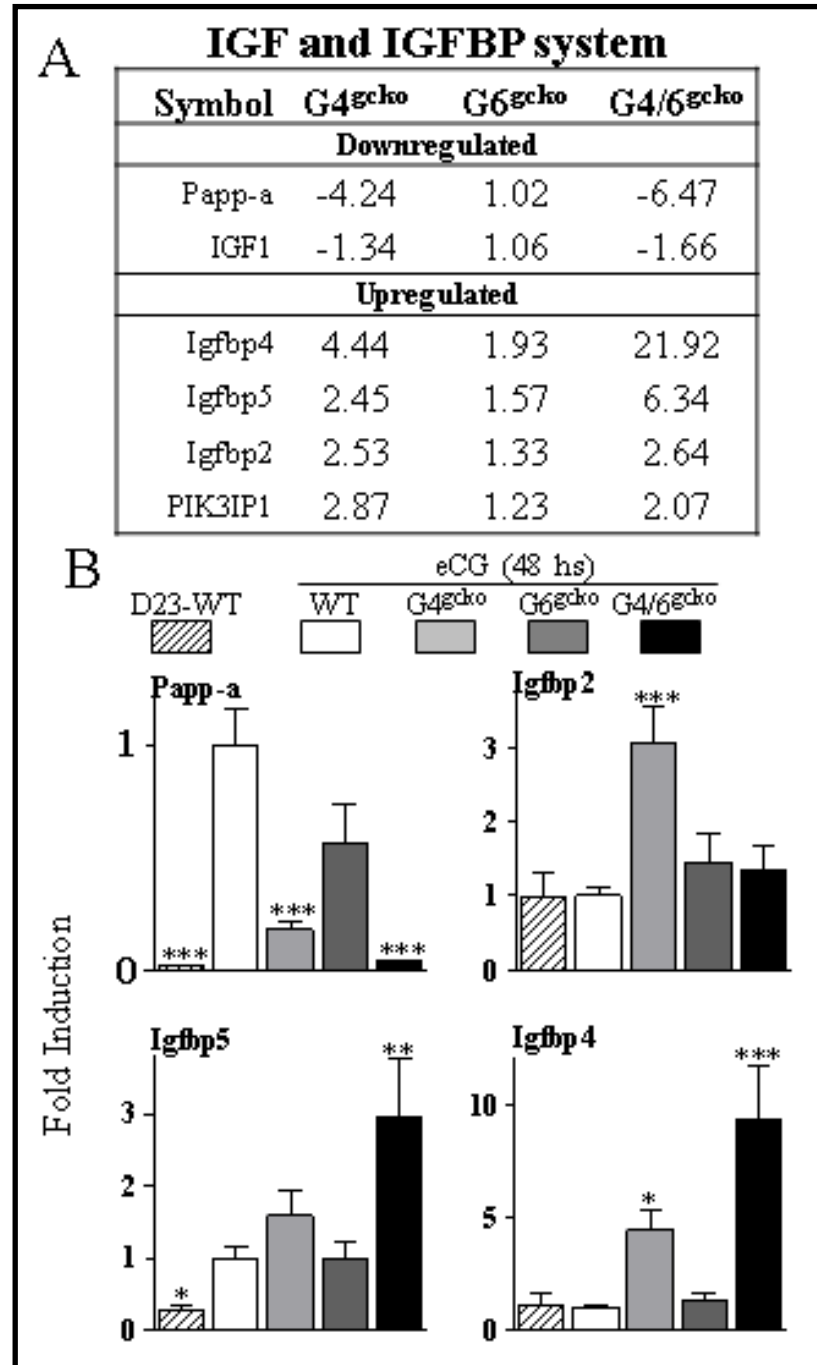 A
IGF and IGFBP system
Symbol G4gcko G6gcko G4/6gcko
Downregulated
Papp-a -4.24 1.02 -6.47
IGF1 -1.34 1.06 -1.66
Upregulated
Igfbp4 4.44 1.93 21.92
Igfbp5 2.45 1.57 6.34
Igfbp2 2.53 1.33 2.64
PIK3IP1 2.87 1.23 2.07
B
eCG (48 hs)
D23-WT WT G4gcko G6gcko G4/6gcko
Fold Induction
Papp-a
1
0
*** *** ***
Igfbp2
3
2
1
0
***
Igfbp5
3
2
1
0
* **
Igfbp4
10
5
0
* ***